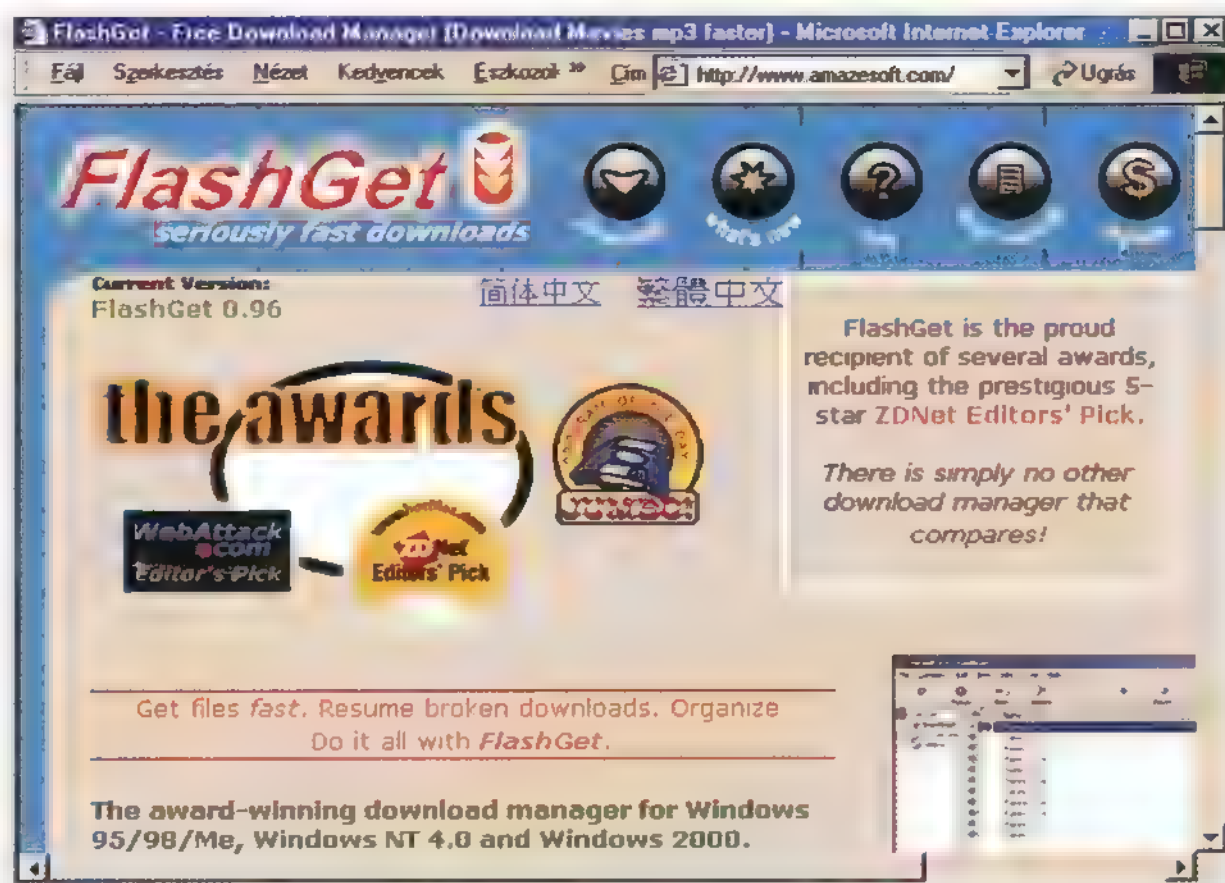 FlashGet - Free Download Manager (Download Movies mp3 faster) - Microsoft Internet Explorer
Fájl Szerkesztés Nézet Kedvencek Eszközök » Cím http://www.amazesoft.com/ Ugrás
FlashGet
seriously fast downloads
what's new
Current Version:
FlashGet 0.96
简体中文 繁體中文
FlashGet is the proud
recipient of several awards,
including the prestigious 5-
star ZDNet Editors' Pick.
There is simply no other
download manager that
compares!
the awards
WebAttack
.com
Editor's Pick
ZDNet
Editors' Pick
Get files fast. Resume broken downloads. Organize
Do it all with FlashGet.
The award-winning download manager for Windows
95/98/Me, Windows NT 4.0 and Windows 2000.